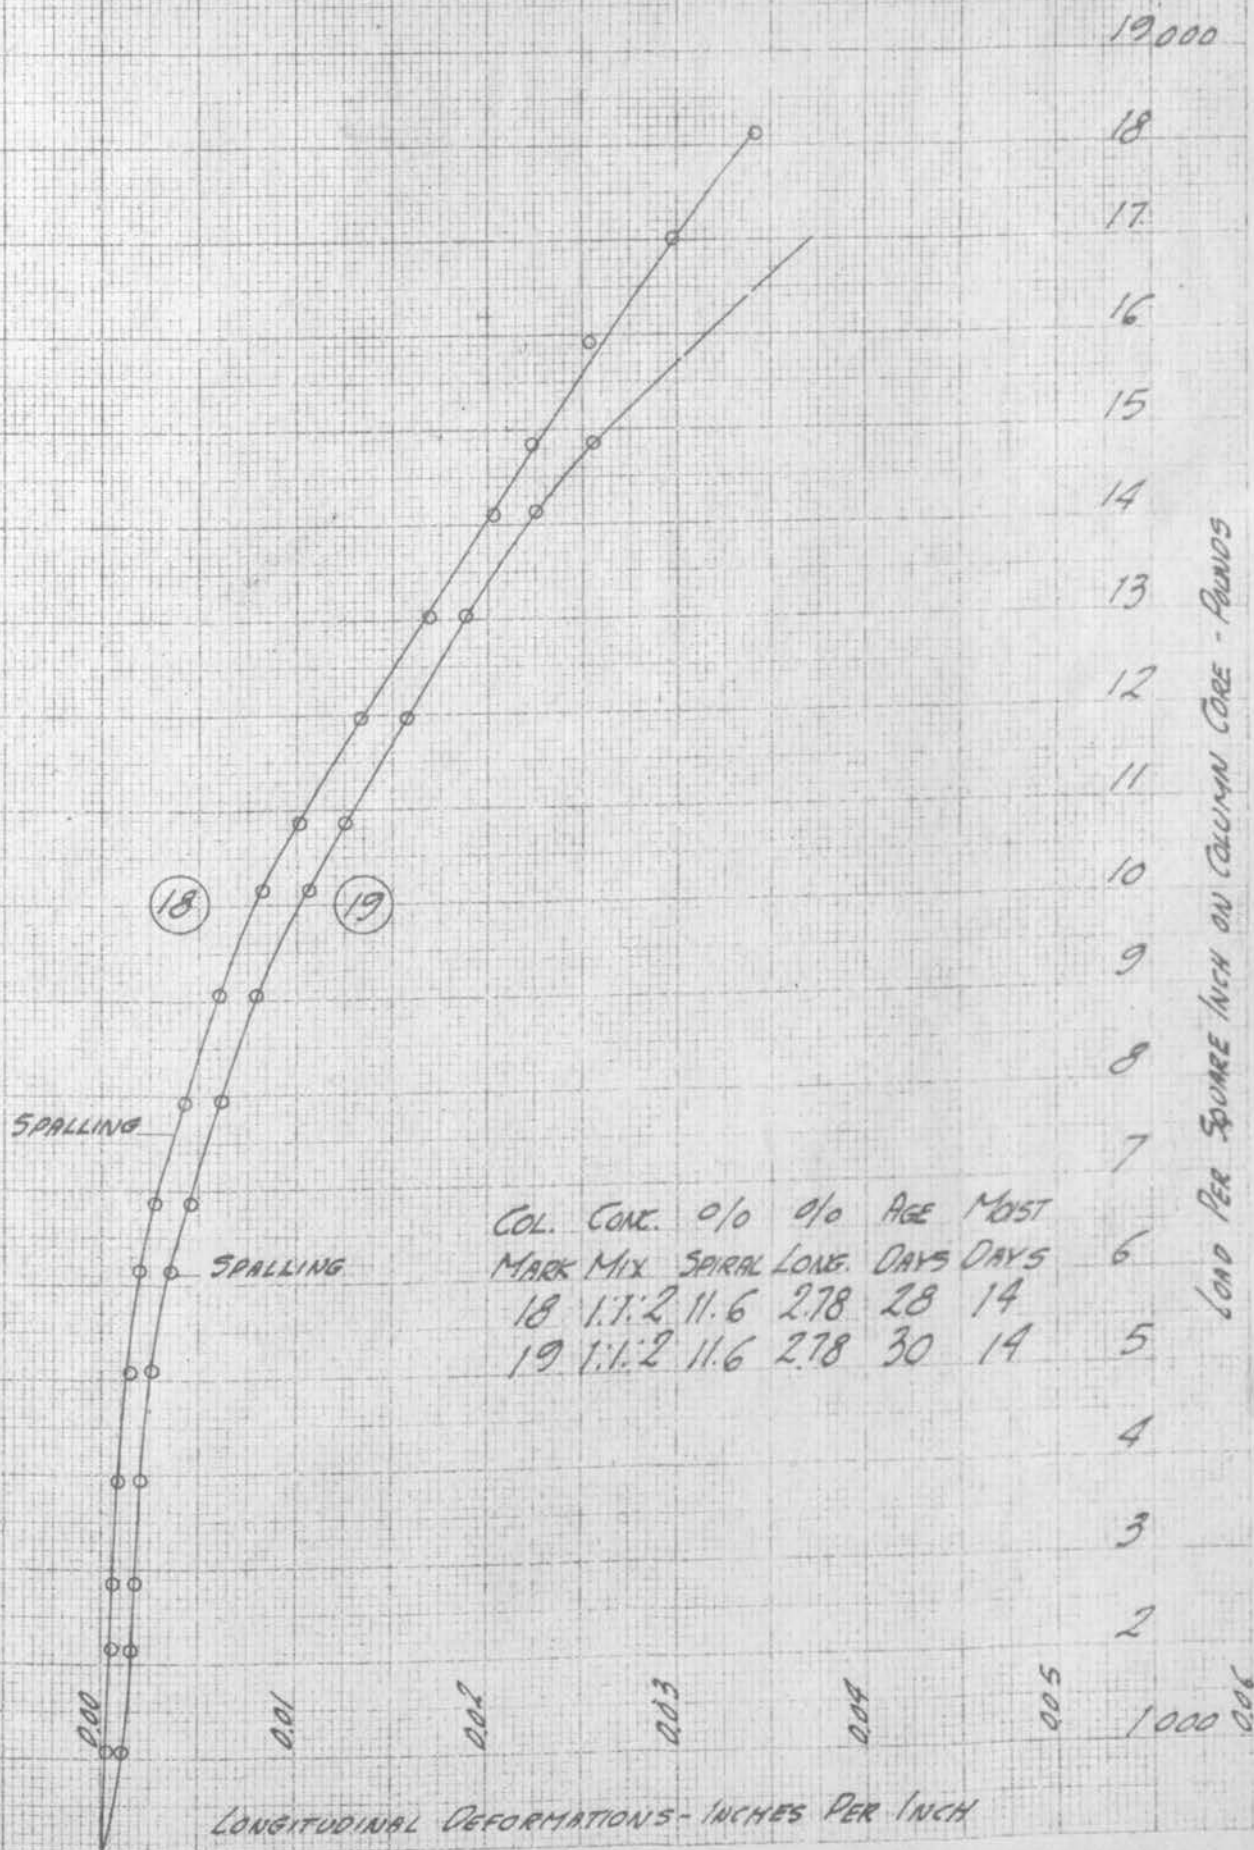 19,000
18
17
16
15
14
13
12
11
10
9
8
7
6
5
4
3
2
1000
LOAD PER SQUARE INCH ON COLUMN CORE - POUNDS
18
19
SPALLING
SPALLING
COL. CONC. % % AGE MOIST
MARK MIX SPIRAL LONG. DAYS DAYS
18 1:1:2 11.6 2.78 28 14
19 1:1:2 11.6 2.78 30 14
0.00 0.01 0.02 0.03 0.04 0.05 0.06
LONGITUDINAL DEFORMATIONS - INCHES PER INCH